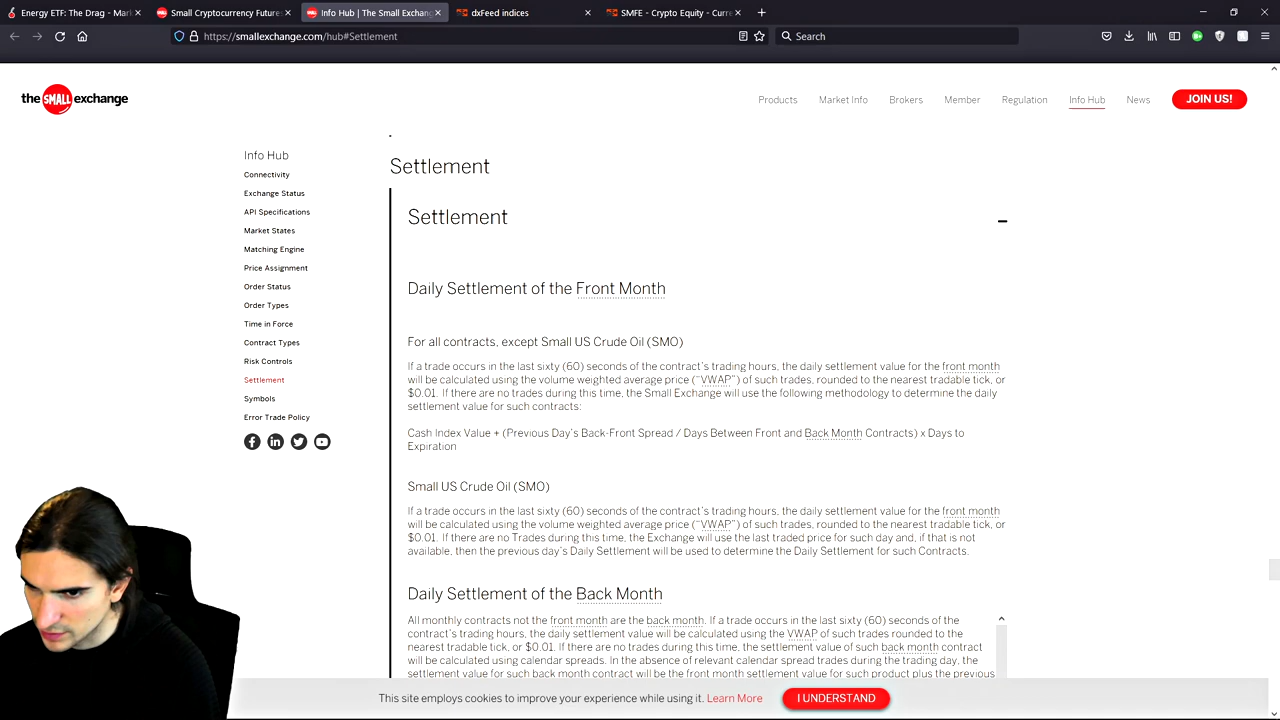 Energy ETF: The Drag - Mark
Small Cryptocurrency Future
Info Hub | The Small Exchang
dxFeed indices
SMFE - Crypto Equity - Curre
https://smallexchange.com/hub#Settlement
Search
the SMALL exchange
Products
Market Info
Brokers
Member
Regulation
Info Hub
News
JOIN US!
Info Hub
Connectivity
Exchange Status
API Specifications
Market States
Matching Engine
Price Assignment
Order Status
Order Types
Time in Force
Contract Types
Risk Controls
Settlement
Symbols
Error Trade Policy
Settlement
Settlement
Daily Settlement of the Front Month
For all contracts, except Small US Crude Oil (SMO)
If a trade occurs in the last sixty (60) seconds of the contract's trading hours, the daily settlement value for the front month
will be calculated using the volume weighted average price ("VWAP") of such trades, rounded to the nearest tradable tick, or
$0.01. If there are no trades during this time, the Small Exchange will use the following methodology to determine the daily
settlement value for such contracts:
Cash Index Value + (Previous Day's Back-Front Spread / Days Between Front and Back Month Contracts) x Days to
Expiration
Small US Crude Oil (SMO)
If a trade occurs in the last sixty (60) seconds of the contract's trading hours, the daily settlement value for the front month
will be calculated using the volume weighted average price ("VWAP") of such trades, rounded to the nearest tradable tick, or
$0.01. If there are no Trades during this time, the Exchange will use the last traded price for such day and, if that is not
available, then the previous day's Daily Settlement will be used to determine the Daily Settlement for such Contracts.
Daily Settlement of the Back Month
All monthly contracts not the front month are the back month. If a trade occurs in the last sixty (60) seconds of the
contract's trading hours, the daily settlement value will be calculated using the VWAP of such trades rounded to the
nearest tradable tick, or $0.01. If there are no trades during this time, the settlement value of such back month contract
will be calculated using calendar spreads. In the absence of relevant calendar spread trades during the trading day, the
settlement value for such back month contract will be the front month settlement value for such product plus the previous
This site employs cookies to improve your experience while using it. Learn More
I UNDERSTAND